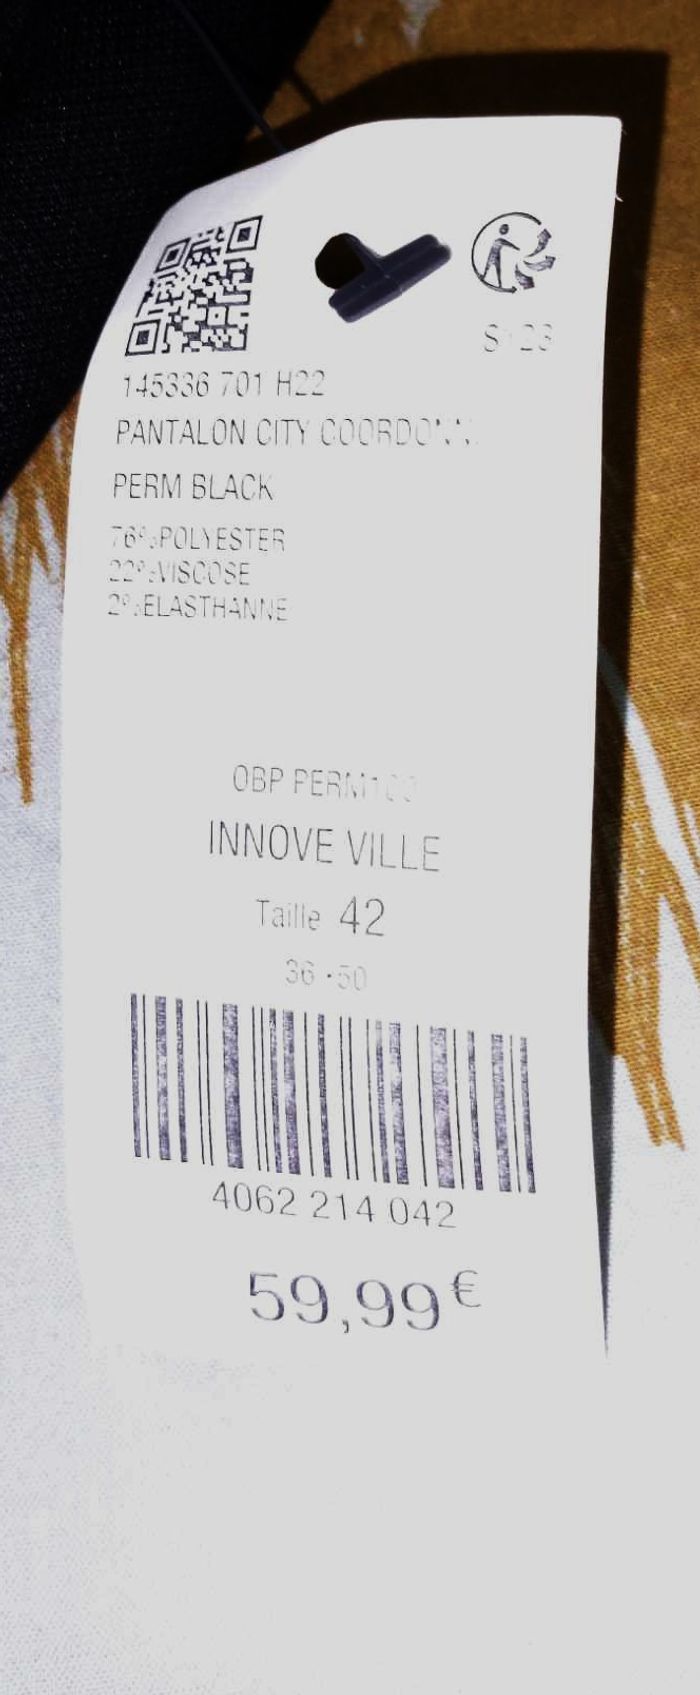 145336 701 H22
PANTALON CITY
PERM BLACK
76%POLYESTER
22%VISCOSE
2%ELASTHANNE
OBP
INNOVE VILLE
Taille 42
36 -50
4062 214 042
59,99€